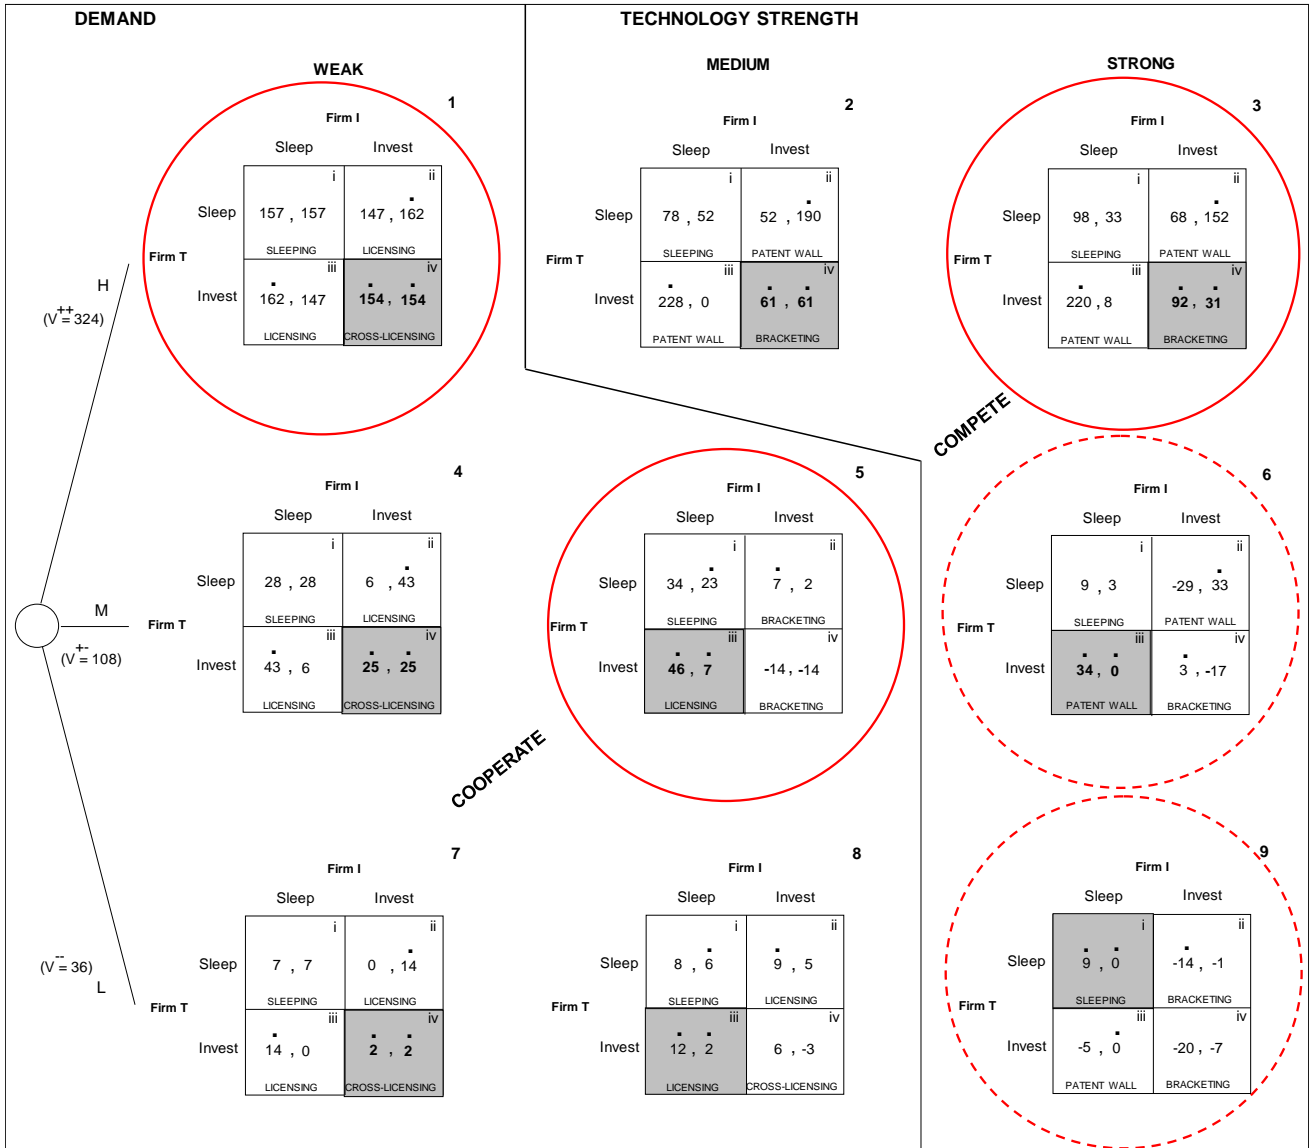 DEMAND
TECHNOLOGY STRENGTH
WEAK
MEDIUM
STRONG
1
Firm I
Sleep Invest
i ii
Sleep 157 , 157 147 , 162
SLEEPING LICENSING
Firm T
iii iv
Invest 162 , 147 154 , 154
LICENSING CROSS-LICENSING
2
Firm I
Sleep Invest
i ii
Sleep 78 , 52 52 , 190
SLEEPING PATENT WALL
Firm T
iii iv
Invest 228 , 0 61 , 61
PATENT WALL BRACKETING
3
Firm I
Sleep Invest
i ii
Sleep 98 , 33 68 , 152
SLEEPING PATENT WALL
Firm T
iii iv
Invest 220 , 8 92 , 31
PATENT WALL BRACKETING
H
(V++ = 324)
COMPETE
4
Firm I
Sleep Invest
i ii
Sleep 28 , 28 6 , 43
SLEEPING LICENSING
Firm T
iii iv
Invest 43 , 6 25 , 25
LICENSING CROSS-LICENSING
5
Firm I
Sleep Invest
i ii
Sleep 34 , 23 7 , 2
SLEEPING BRACKETING
Firm T
iii iv
Invest 46 , 7 -14 , -14
LICENSING BRACKETING
6
Firm I
Sleep Invest
i ii
Sleep 9 , 3 -29 , 33
SLEEPING PATENT WALL
Firm T
iii iv
Invest 34 , 0 3 , -17
PATENT WALL BRACKETING
M
(V+- = 108)
COOPERATE
7
Firm I
Sleep Invest
i ii
Sleep 7 , 7 0 , 14
SLEEPING LICENSING
Firm T
iii iv
Invest 14 , 0 2 , 2
LICENSING CROSS-LICENSING
8
Firm I
Sleep Invest
i ii
Sleep 8 , 6 9 , 5
SLEEPING LICENSING
Firm T
iii iv
Invest 12 , 2 6 , -3
LICENSING CROSS-LICENSING
9
Firm I
Sleep Invest
i ii
Sleep 9 , 0 -14 , -1
SLEEPING BRACKETING
Firm T
iii iv
Invest -5 , 0 -20 , -7
PATENT WALL BRACKETING
(V-- = 36)
L